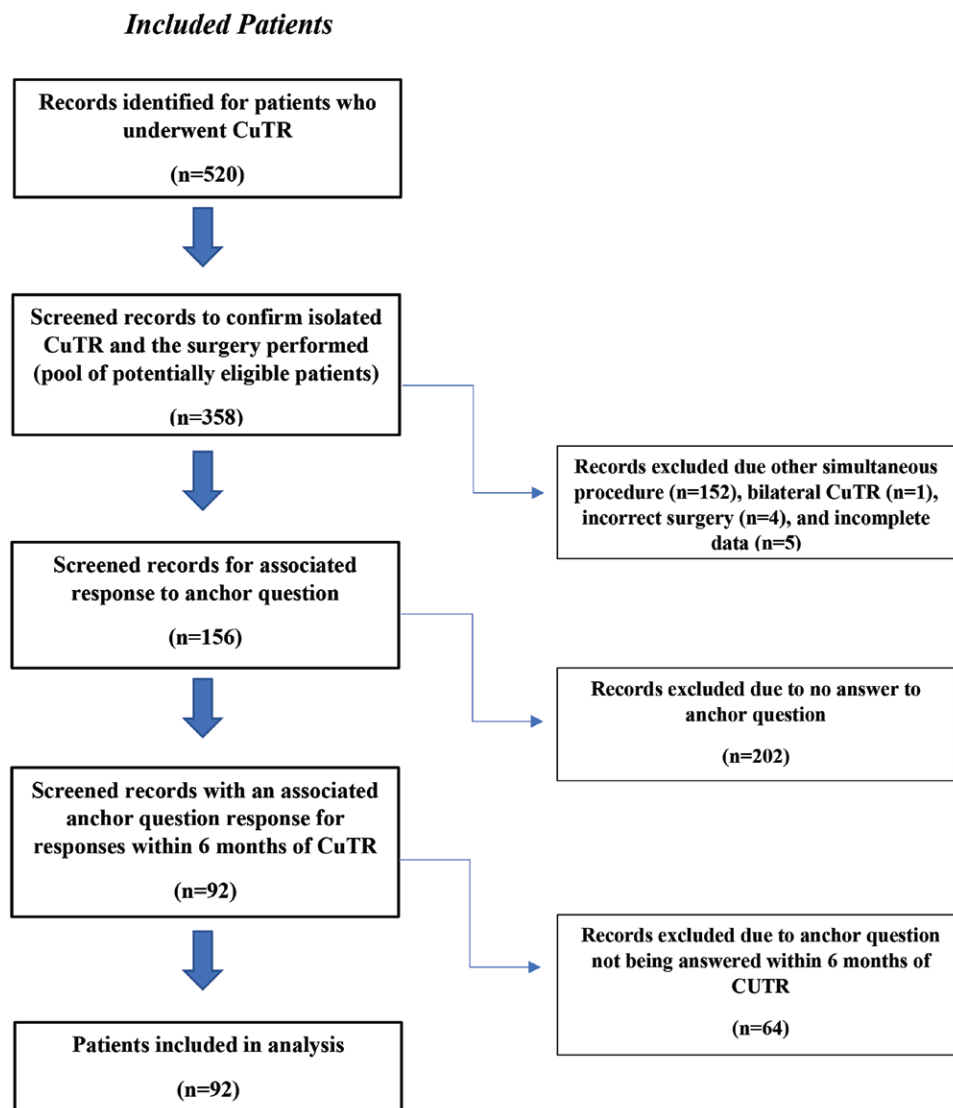 Included Patients
Records identified for patients who
underwent CuTR
(n=520)
Screened records to confirm isolated
CuTR and the surgery performed
(pool of potentially eligible patients)
(n=358)
Records excluded due other simultaneous
procedure (n=152), bilateral CuTR (n=1),
incorrect surgery (n=4), and incomplete
data (n=5)
Screened records for associated
response to anchor question
(n=156)
Records excluded due to no answer to
anchor question
(n=202)
Screened records with an associated
anchor question response for
responses within 6 months of CuTR
(n=92)
Records excluded due to anchor question
not being answered within 6 months of
CUTR
(n=64)
Patients included in analysis
(n=92)